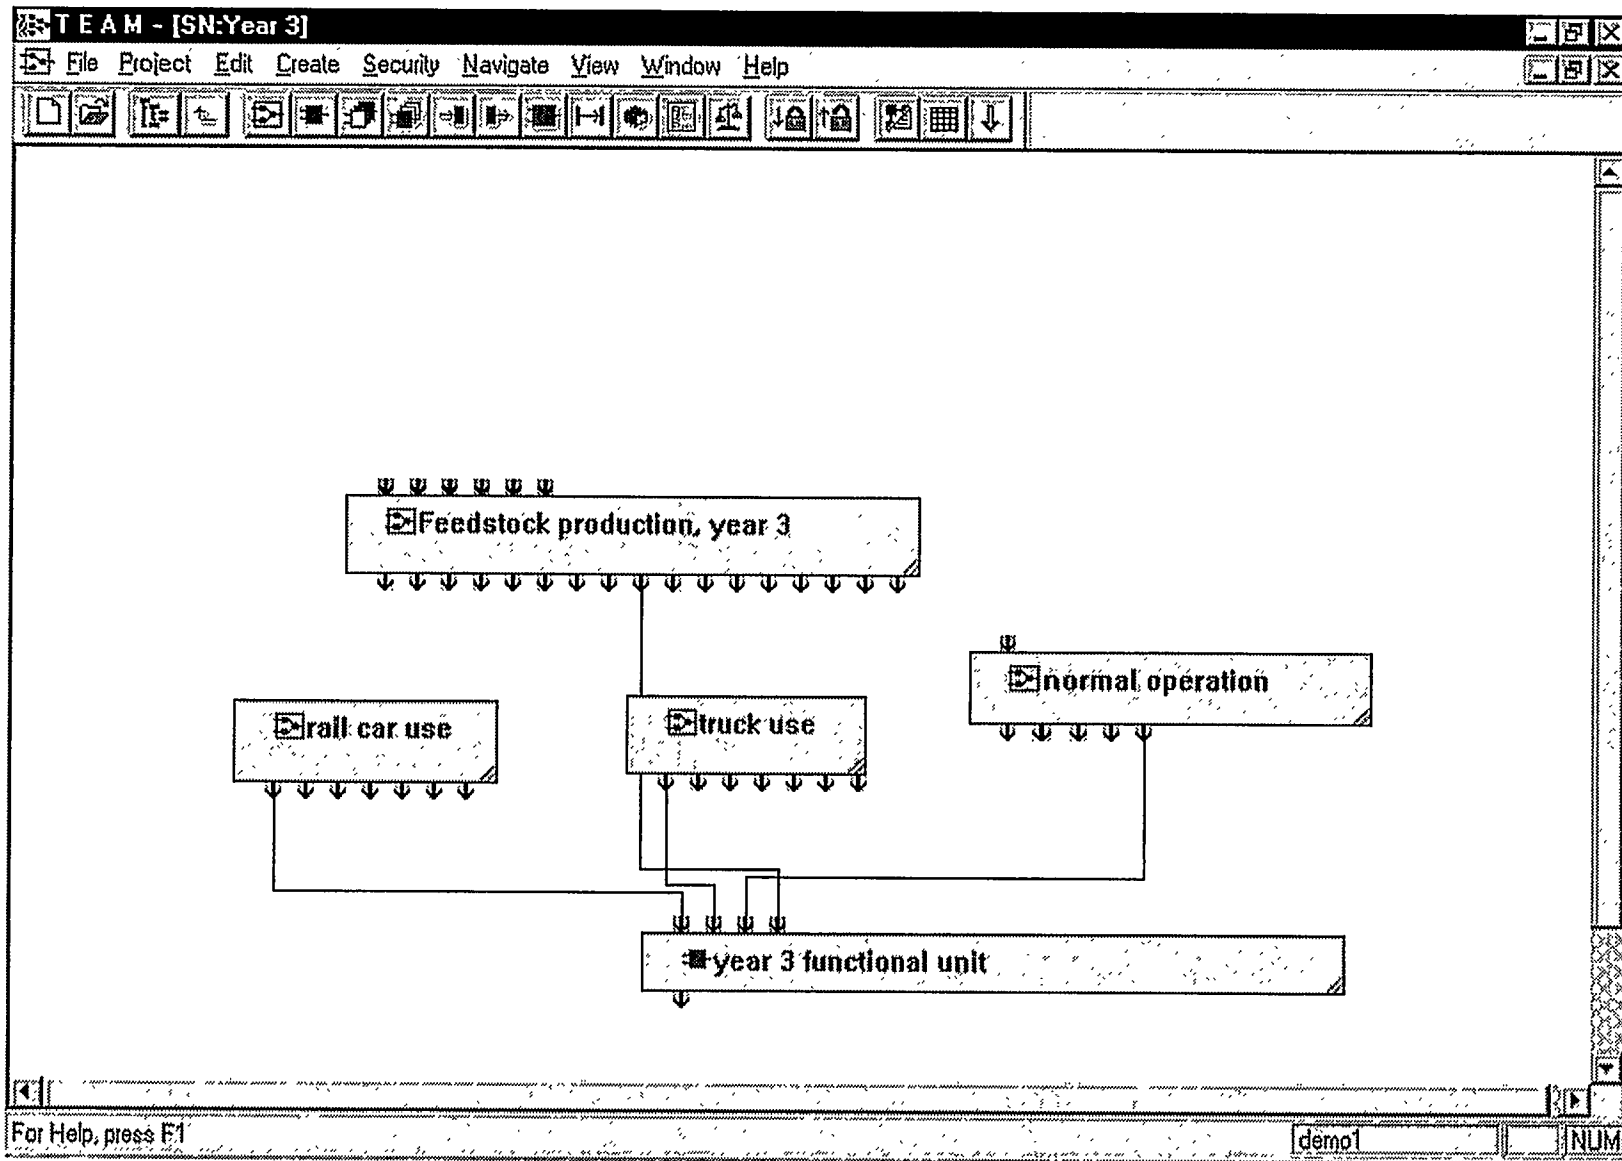 T E A M - [SN:Year 3]
File Project Edit Create Security Navigate View Window Help
Feedstock production, year 3
normal operation
rail car use
truck use
year 3 functional unit
For Help, press F1
demo1
NUM